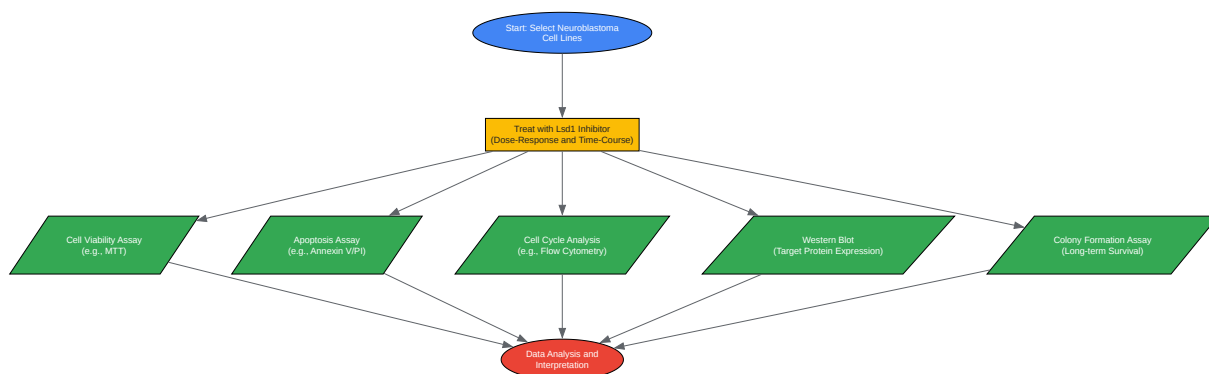 Start: Select Neuroblastoma
Cell Lines
Treat with Lsd1 Inhibitor
(Dose-Response and Time-Course)
Cell Viability Assay
(e.g., MTT)
Apoptosis Assay
(e.g., Annexin V/PI)
Cell Cycle Analysis
(e.g., Flow Cytometry)
Western Blot
(Target Protein Expression)
Colony Formation Assay
(Long-term Survival)
Data Analysis and
Interpretation